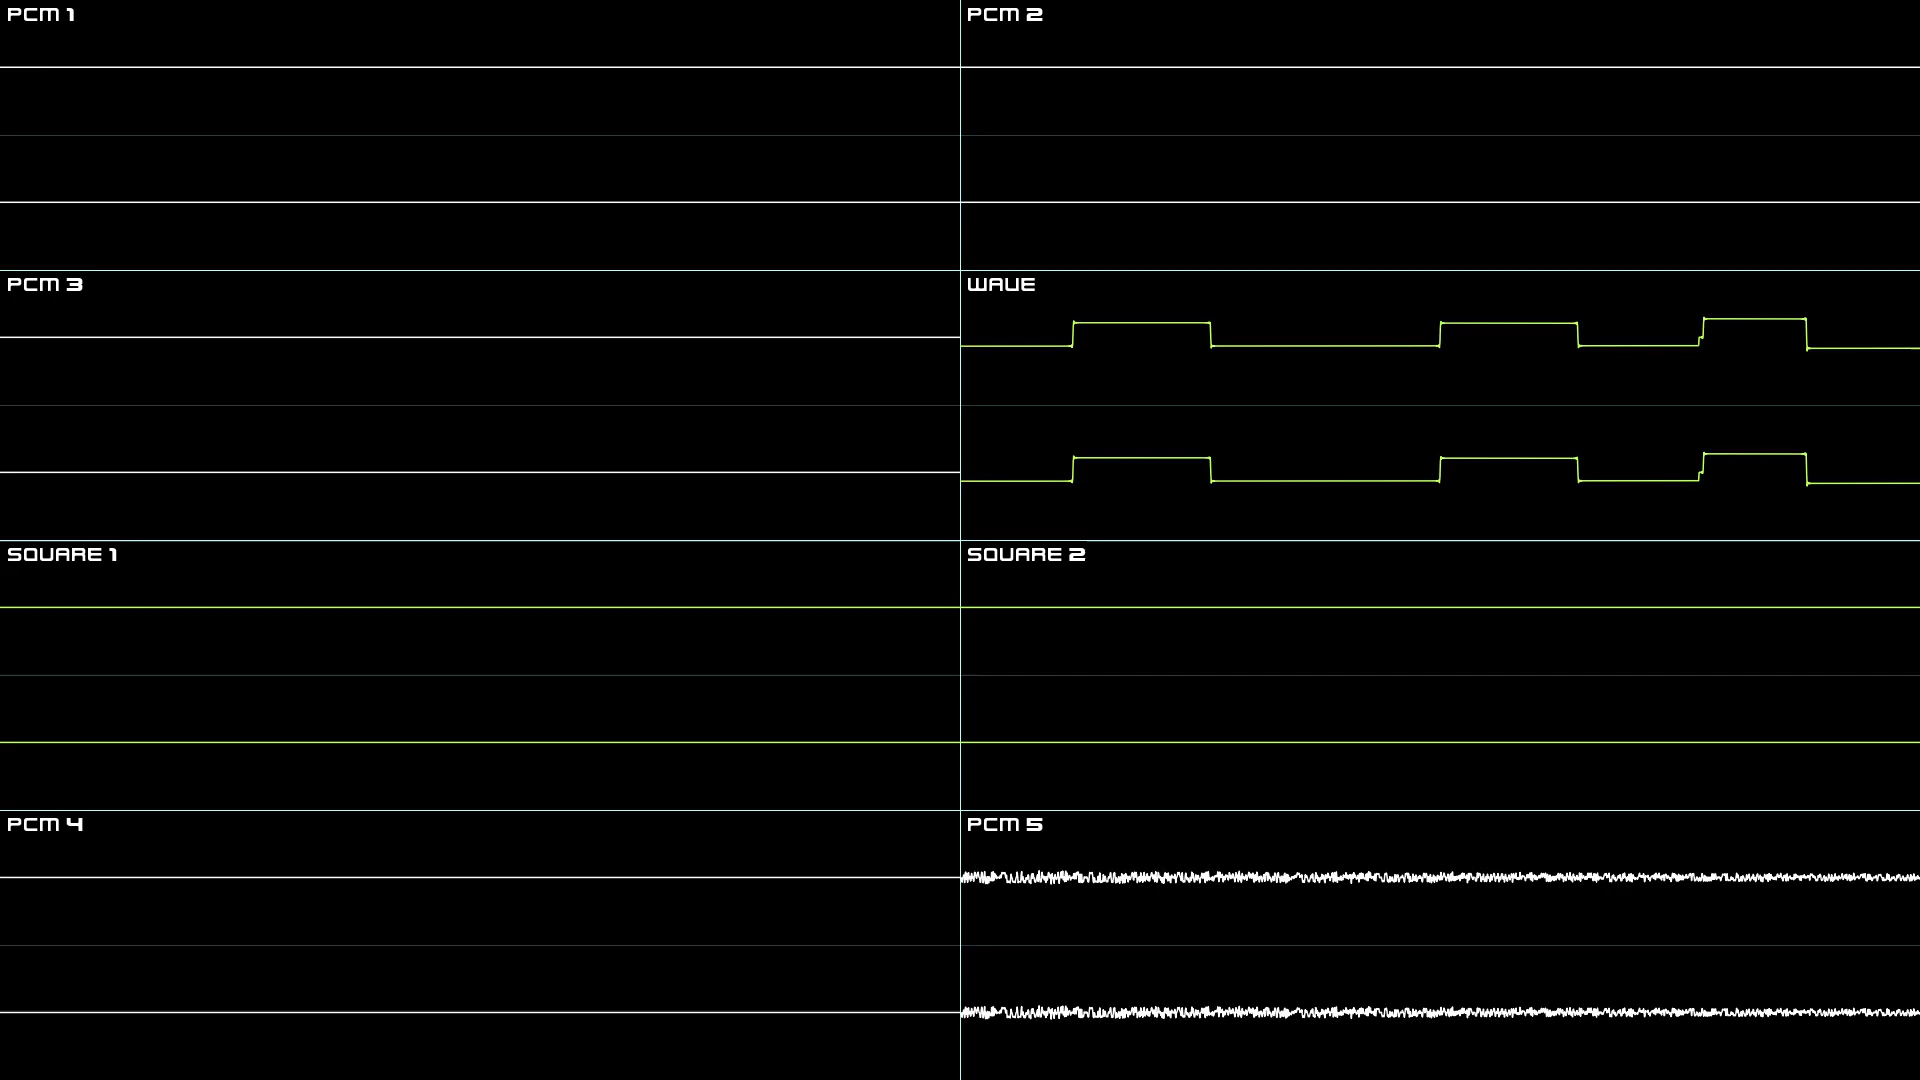 PCM 1
PCM 2
PCM 3
WAVE
SQUARE 1
SQUARE 2
PCM 4
PCM 5